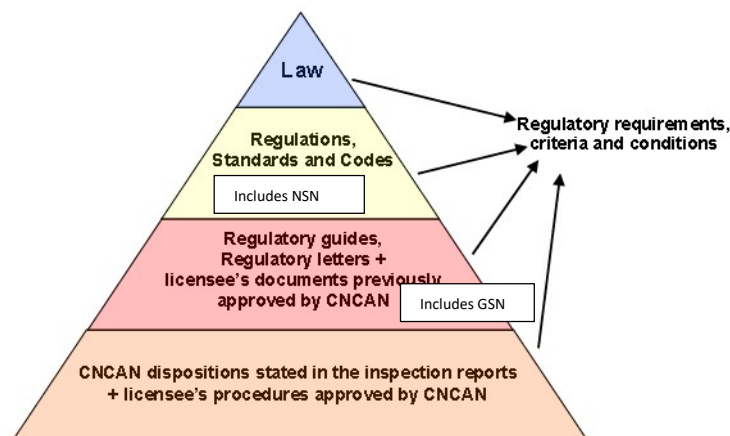 Law
Regulatory requirements,
criteria and conditions
Regulations,
Standards and Codes
Includes NSN
Regulatory guides,
Regulatory letters +
licensee's documents previously
approved by CNCAN
Includes GSN
CNCAN dispositions stated in the inspection reports
+ licensee's procedures approved by CNCAN